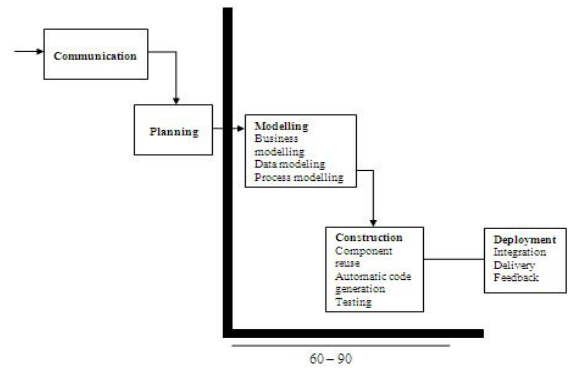 Communication
Planning
Modelling
Business
modelling
Data modeling
Process modelling
Construction
Component
reuse
Automatic code
generation
Testing
Deployment
Integration
Delivery
Feedback
60 – 90